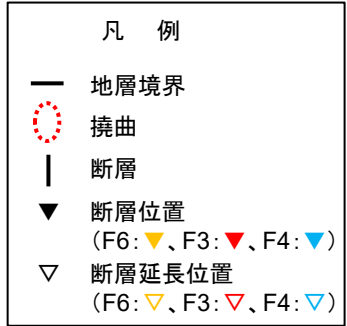 凡 例
地層境界
撓曲
断層
断層位置
（F6：▼、F3：▼、F4：▼）
断層延長位置
（F6：▽、F3：▽、F4：▽）